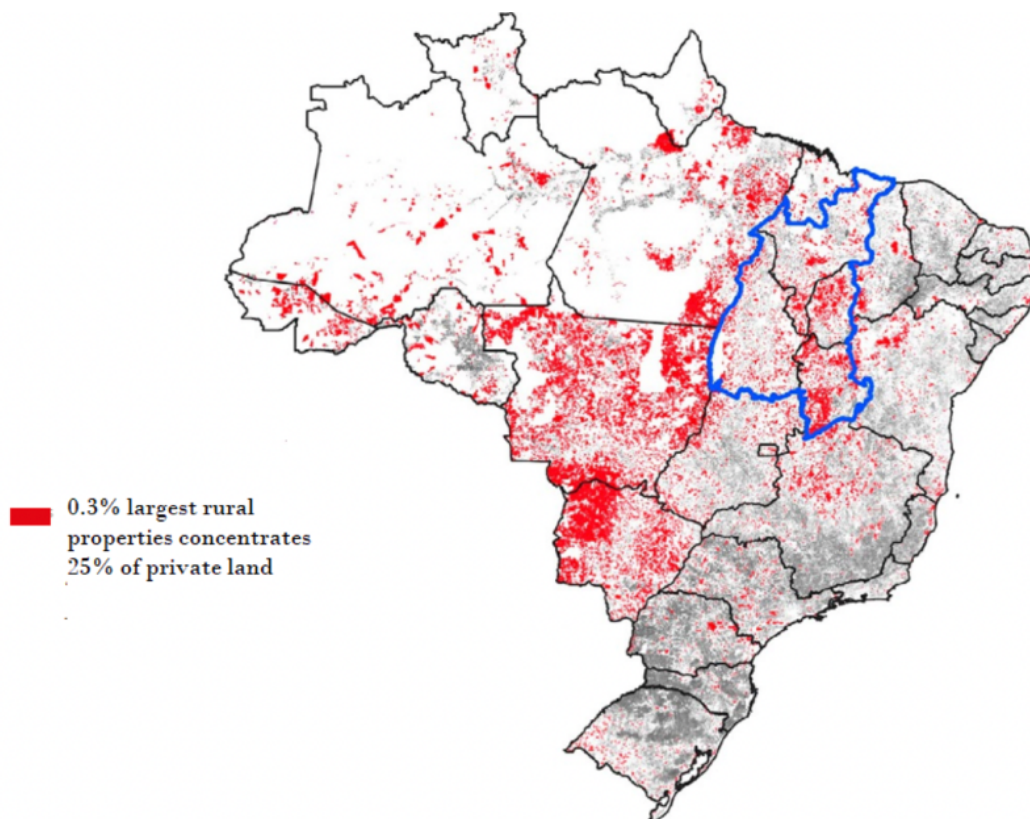 0.3% largest rural
properties concentrates
25% of private land